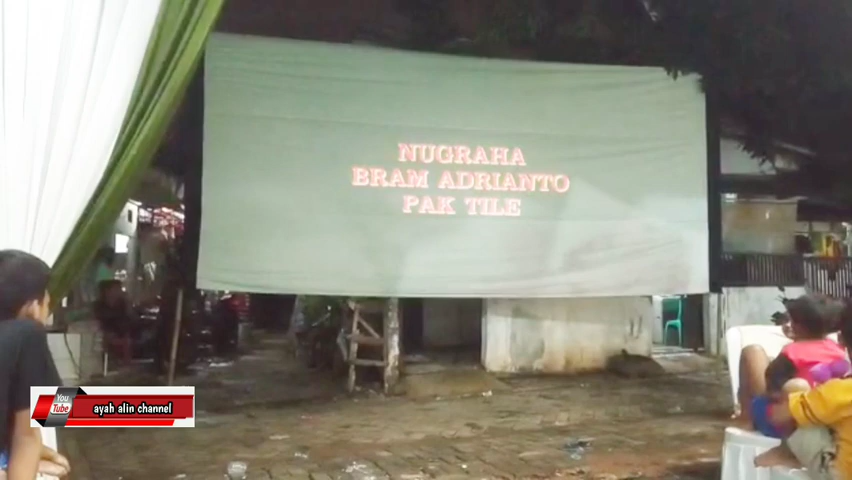 NUGRAHA
BRAM ADRIANTO
PAK TILE
You
Tube
ayah alin channel